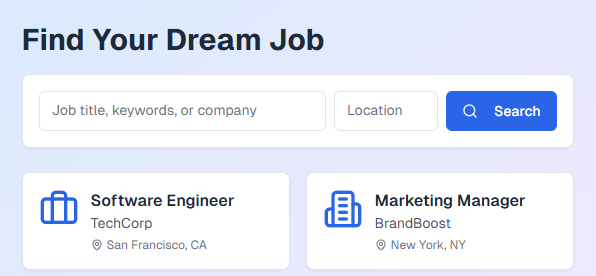 Find Your Dream Job
Job title, keywords, or company
Location
Search
Software Engineer
TechCorp
San Francisco, CA
Marketing Manager
BrandBoost
New York, NY